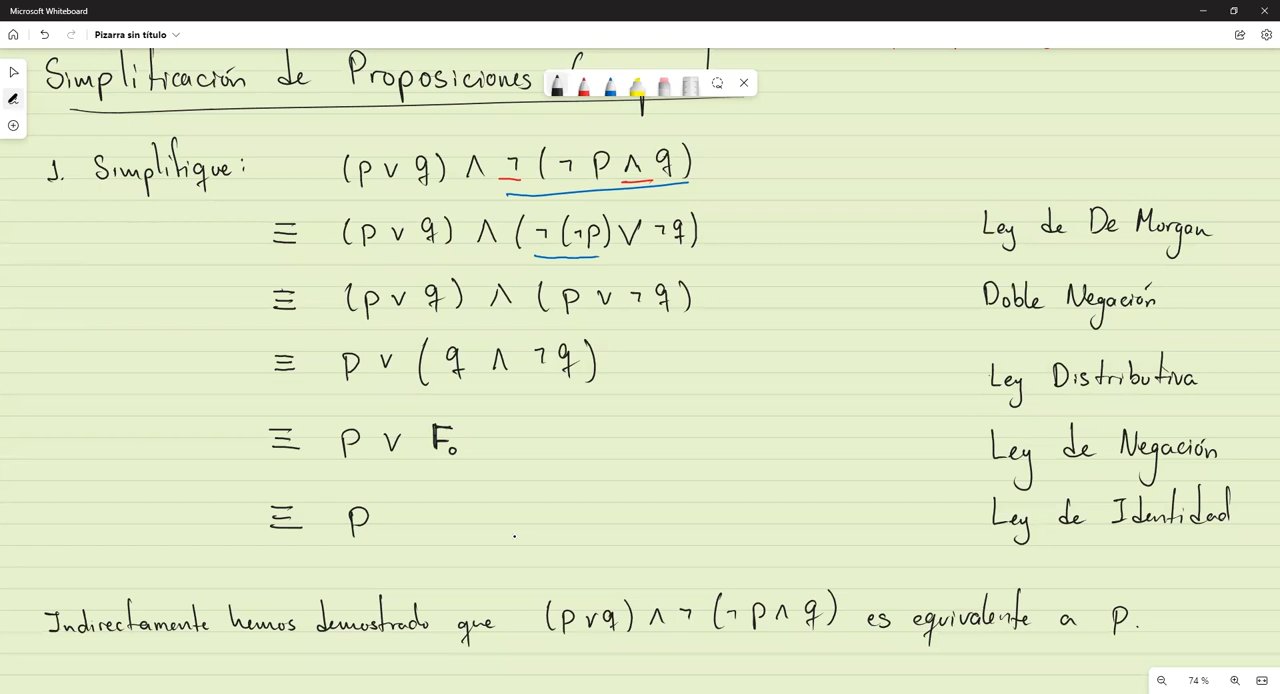 Microsoft Whiteboard
Pizarra sin título
Simplificación de Proposiciones
1. Simplifique: (p ∨ q) ∧ ¬ (¬ p ∧ q)
≡ (p ∨ q) ∧ (¬ (¬p) ∨ ¬q) Ley de De Morgan
≡ (p ∨ q) ∧ (p ∨ ¬ q) Doble Negación
≡ p ∨ (q ∧ ¬q) Ley Distributiva
≡ p ∨ F₀ Ley de Negación
≡ p Ley de Identidad
Indirectamente hemos demostrado que (p ∨ q) ∧ ¬ (¬ p ∧ q) es equivalente a p.
74 %